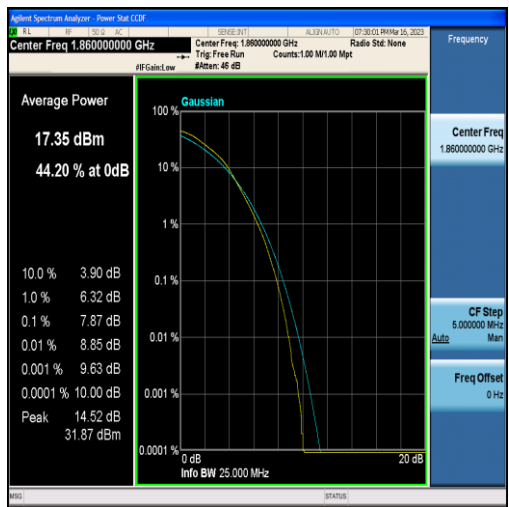 Agilent Spectrum Analyzer - Power Stat CCDF
RL RF 50 Ω AC SENSE:INT ALIGN AUTO 07:30:01 PM Mar 16, 2023
Center Freq 1.860000000 GHz
Center Freq: 1.860000000 GHz Radio Std: None
Trig: Free Run Counts:1.00 M/1.00 Mpt
#IFGain:Low #Atten: 46 dB
Frequency
Average Power
17.35 dBm
44.20 % at 0dB
10.0 % 3.90 dB
1.0 % 6.32 dB
0.1 % 7.87 dB
0.01 % 8.85 dB
0.001 % 9.63 dB
0.0001 % 10.00 dB
Peak 14.52 dB
31.87 dBm
Gaussian
100 %
10 %
1 %
0.1 %
0.01 %
0.001 %
0.0001 %
0 dB 20 dB
Info BW 25.000 MHz
Center Freq
1.860000000 GHz
CF Step
5.000000 MHz
Auto Man
Freq Offset
0 Hz
MSG STATUS